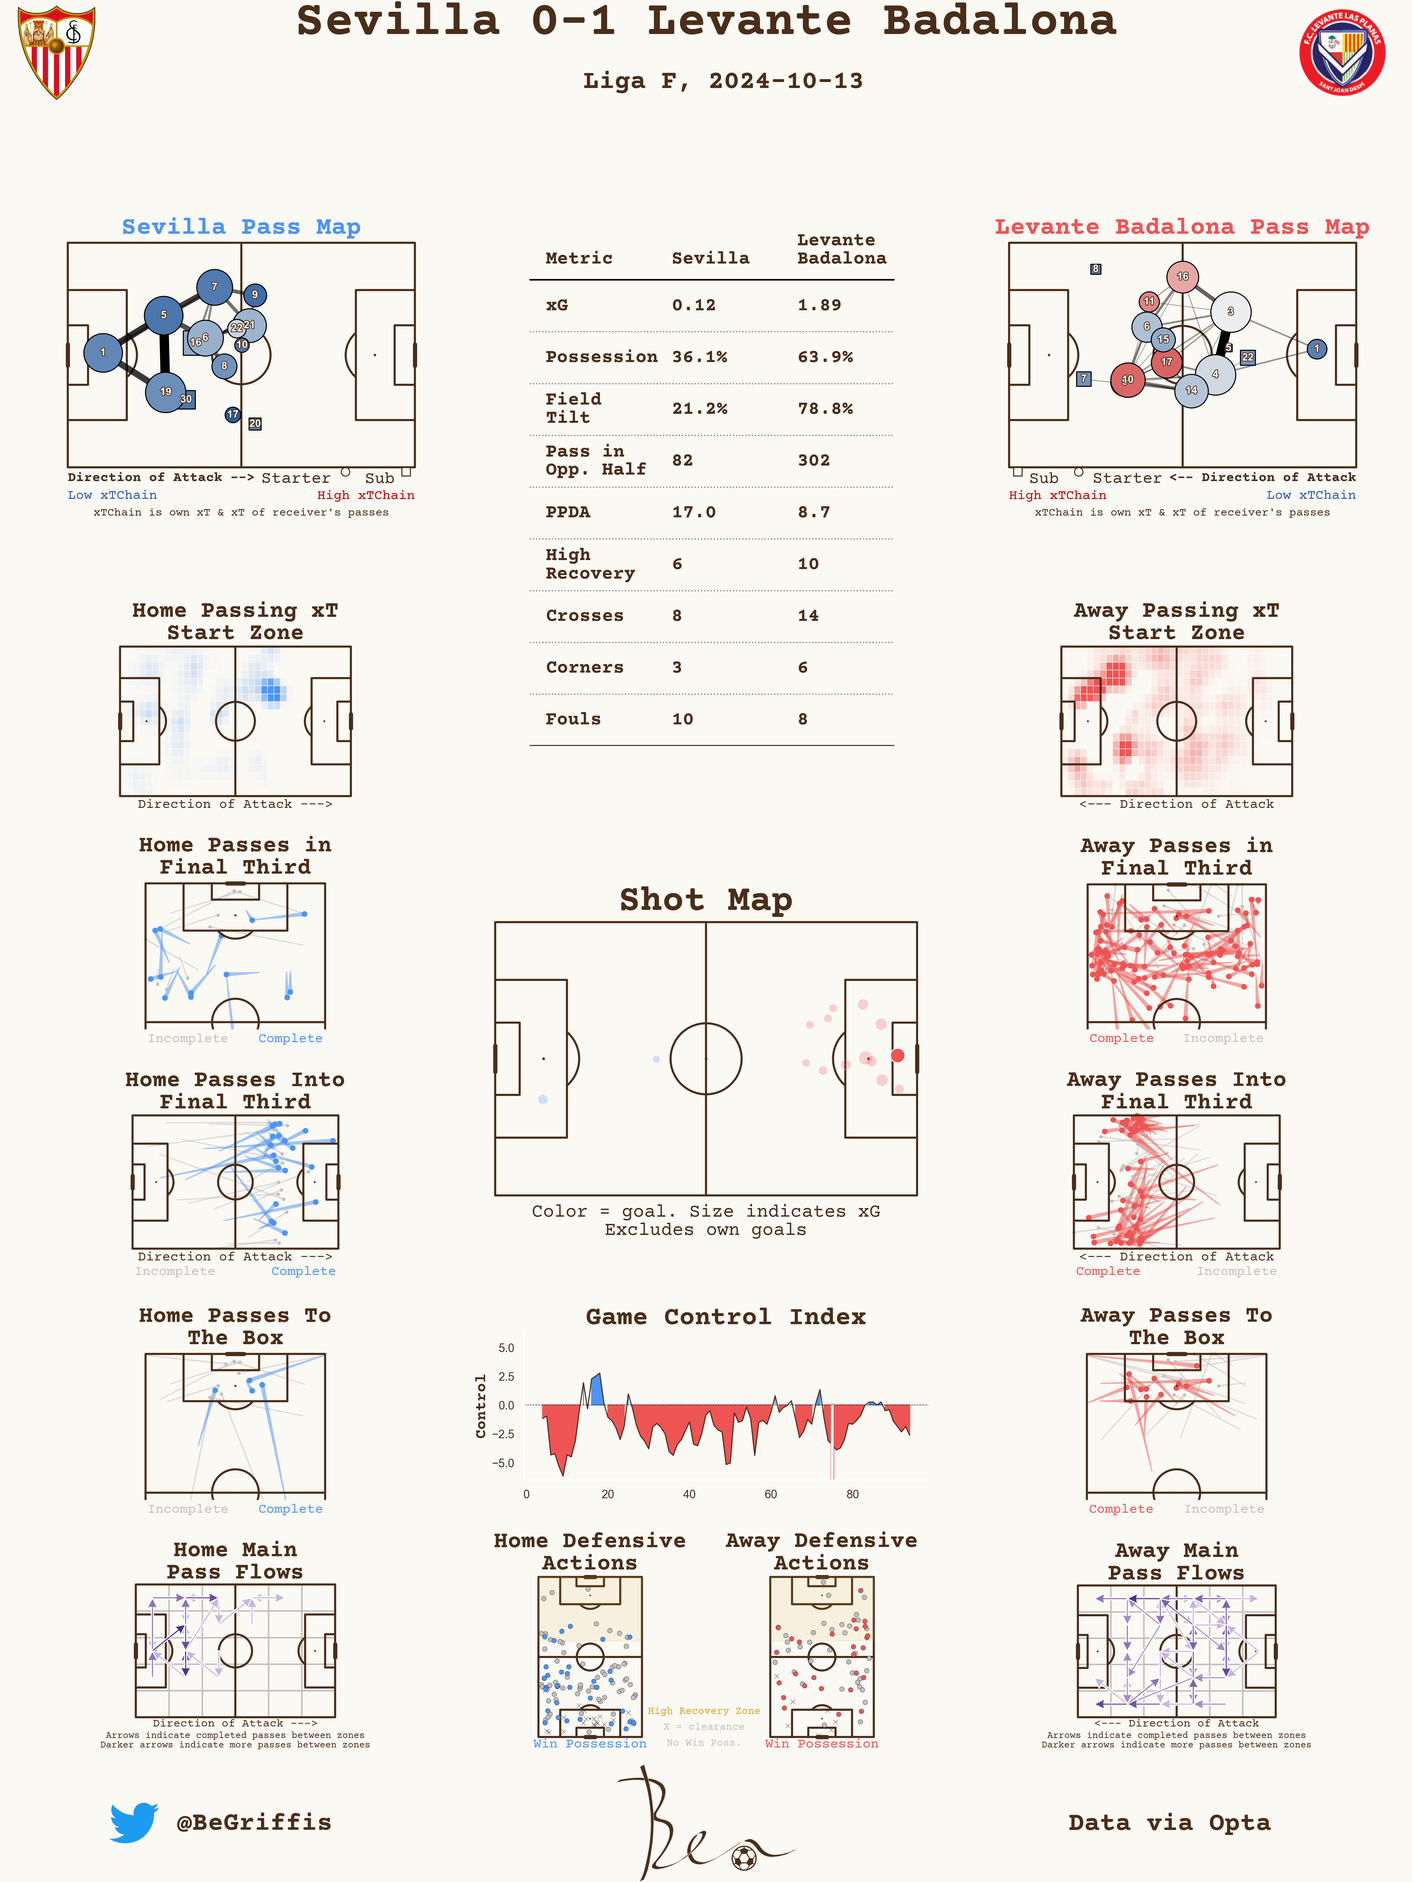 Sevilla 0-1 Levante Badalona
Liga F, 2024-10-13
F.C. LEVANTE LAS PLANAS
SANT JOAN DESPI
Sevilla Pass Map
7
9
5
22
21
16
6
10
1
8
19
30
17
20
Direction of Attack -->
Starter
Sub
Low xTChain
High xTChain
xTChain is own xT & xT of receiver's passes
Metric
Sevilla
Levante
Badalona
xG
0.12
1.89
Possession
36.1%
63.9%
Field
Tilt
21.2%
78.8%
Pass in
Opp. Half
82
302
PPDA
17.0
8.7
High
Recovery
6
10
Crosses
8
14
Corners
3
6
Fouls
10
8
Levante Badalona Pass Map
8
16
11
3
6
15
5
1
22
17
4
7
10
14
Sub
Starter
<-- Direction of Attack
High xTChain
Low xTChain
xTChain is own xT & xT of receiver's passes
Home Passing xT
Start Zone
Direction of Attack --->
Away Passing xT
Start Zone
<--- Direction of Attack
Home Passes in
Final Third
Incomplete
Complete
Away Passes in
Final Third
Complete
Incomplete
Shot Map
Color = goal. Size indicates xG
Excludes own goals
Home Passes Into
Final Third
Direction of Attack --->
Incomplete
Complete
Away Passes Into
Final Third
<--- Direction of Attack
Complete
Incomplete
Home Passes To
The Box
Incomplete
Complete
Game Control Index
Control
5.0
2.5
0.0
−2.5
−5.0
0
20
40
60
80
Away Passes To
The Box
Complete
Incomplete
Home Main
Pass Flows
Direction of Attack --->
Arrows indicate completed passes between zones
Darker arrows indicate more passes between zones
Home Defensive
Actions
Win Possession
Away Defensive
Actions
Win Possession
High Recovery Zone
X = clearance
No Win Poss.
Away Main
Pass Flows
<--- Direction of Attack
Arrows indicate completed passes between zones
Darker arrows indicate more passes between zones
@BeGriffis
Ben
Data via Opta